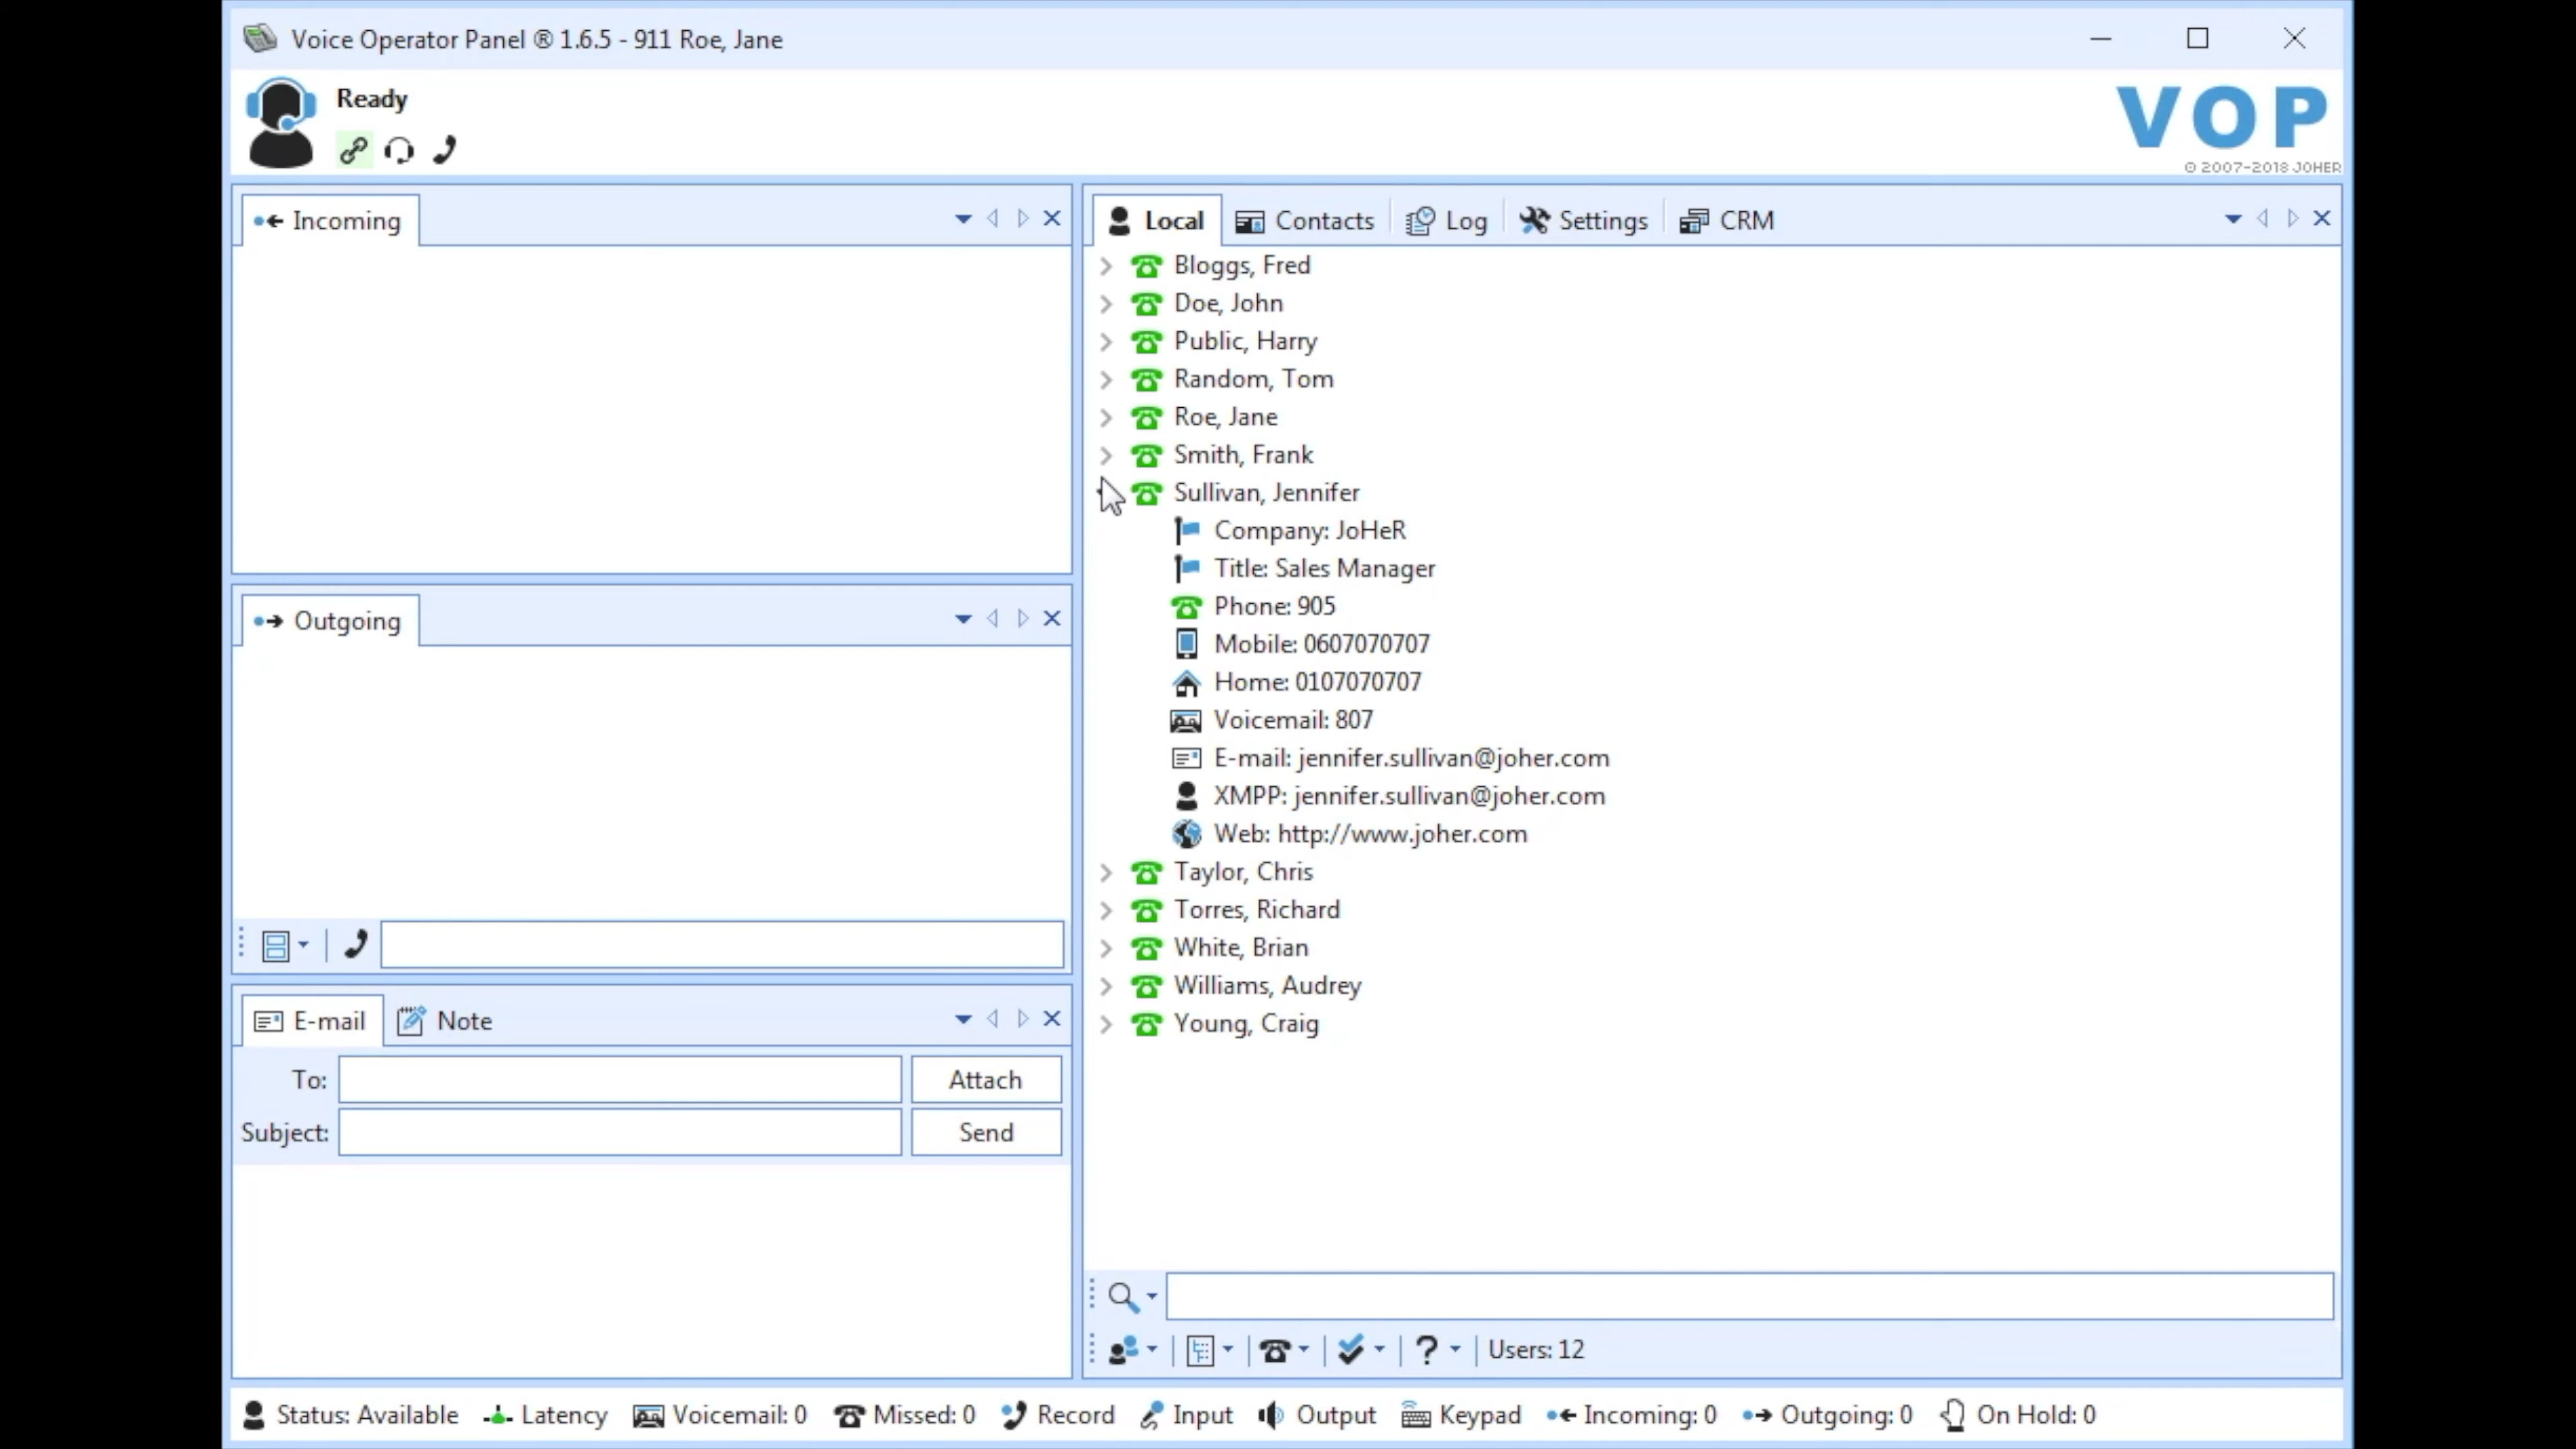 Voice Operator Panel ® 1.6.5 - 911 Roe, Jane
Ready
VOP
© 2007-2018 JOHER
Incoming
Outgoing
E-mail Note
To: Attach
Subject: Send
Local Contacts Log Settings CRM
Bloggs, Fred
Doe, John
Public, Harry
Random, Tom
Roe, Jane
Smith, Frank
Sullivan, Jennifer
Company: JoHeR
Title: Sales Manager
Phone: 905
Mobile: 0607070707
Home: 0107070707
Voicemail: 807
E-mail: jennifer.sullivan@joher.com
XMPP: jennifer.sullivan@joher.com
Web: http://www.joher.com
Taylor, Chris
Torres, Richard
White, Brian
Williams, Audrey
Young, Craig
Users: 12
Status: Available Latency Voicemail: 0 Missed: 0 Record Input Output Keypad Incoming: 0 Outgoing: 0 On Hold: 0